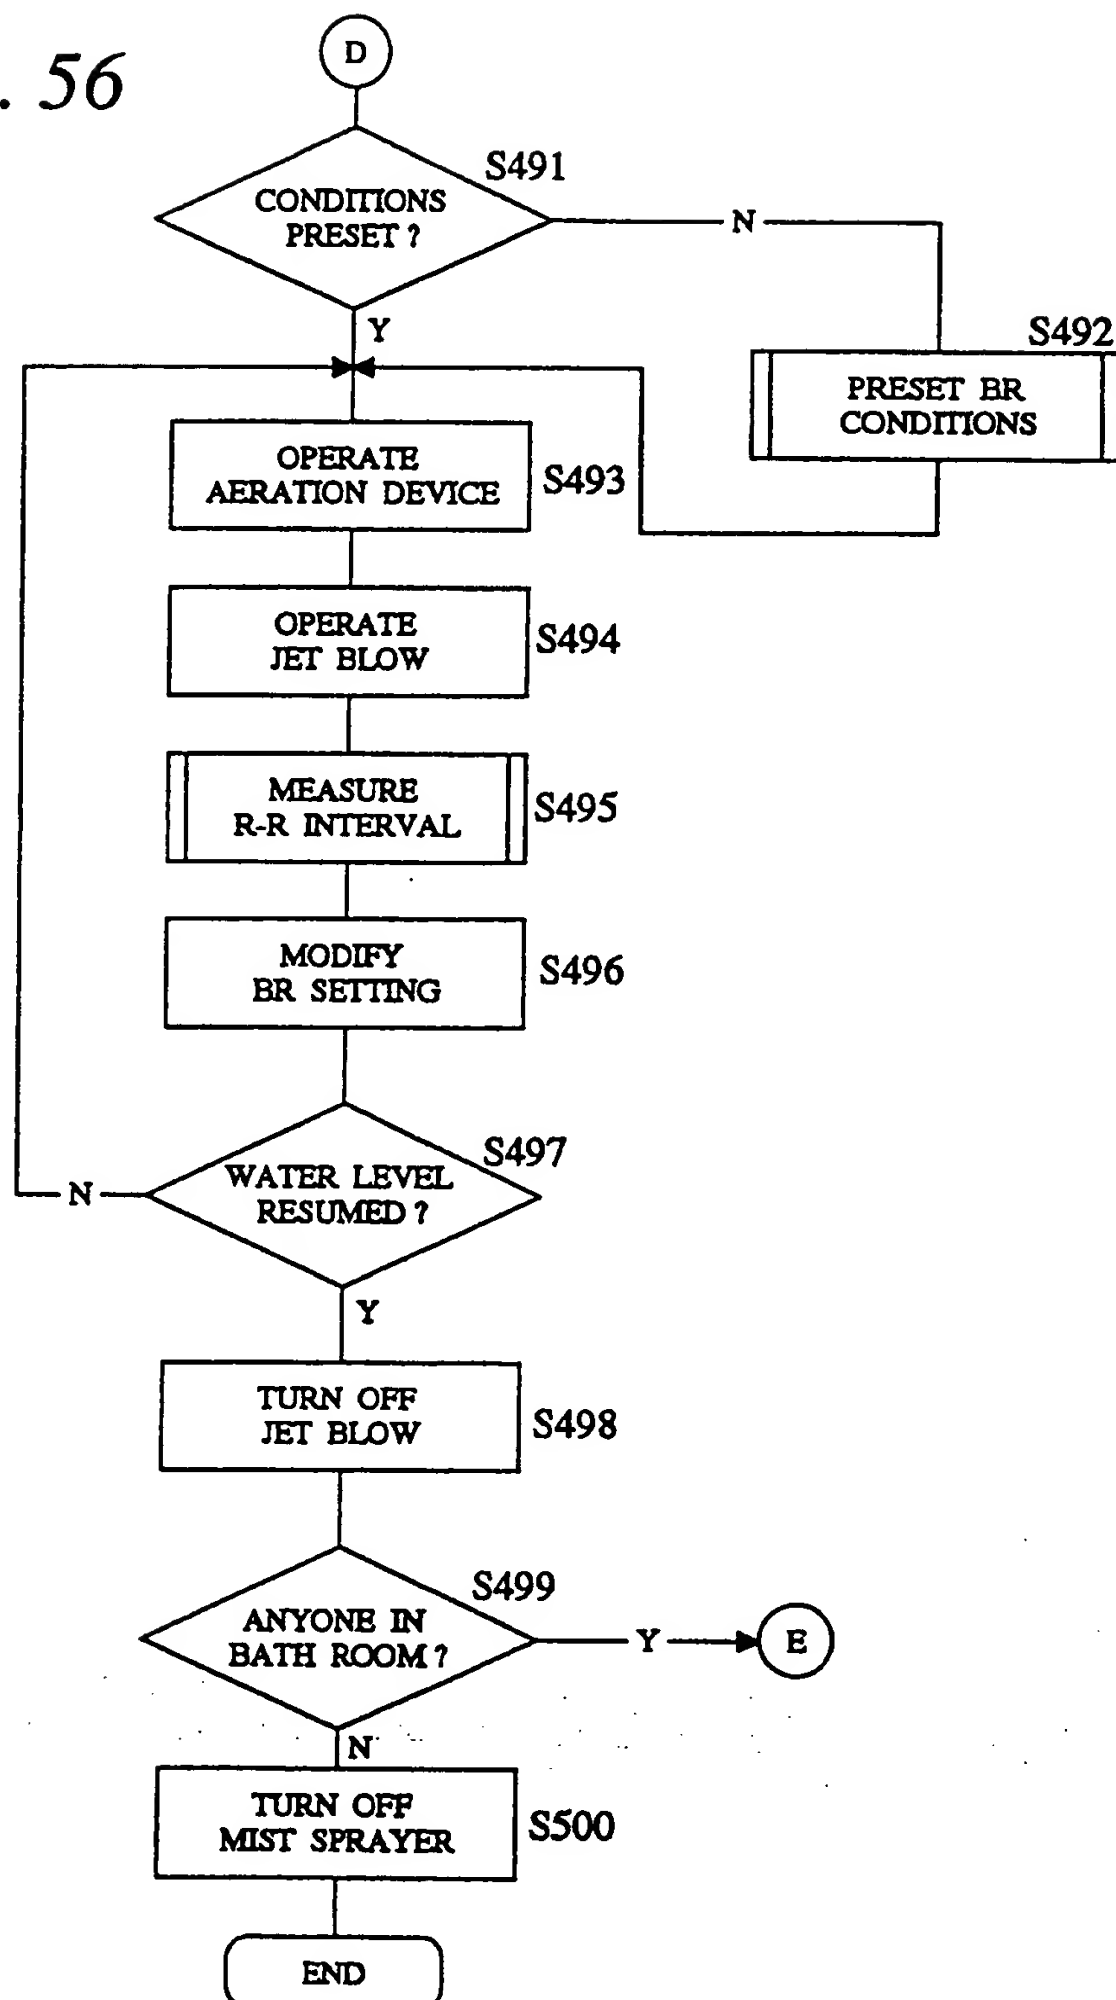 . 56
D
S491
CONDITIONS
PRESET ?
N
Y
S492
PRESET BR
CONDITIONS
OPERATE
AERATION DEVICE
S493
OPERATE
JET BLOW
S494
MEASURE
R-R INTERVAL
S495
MODIFY
BR SETTING
S496
S497
WATER LEVEL
RESUMED ?
N
Y
TURN OFF
JET BLOW
S498
S499
ANYONE IN
BATH ROOM ?
Y
E
N
TURN OFF
MIST SPRAYER
S500
END